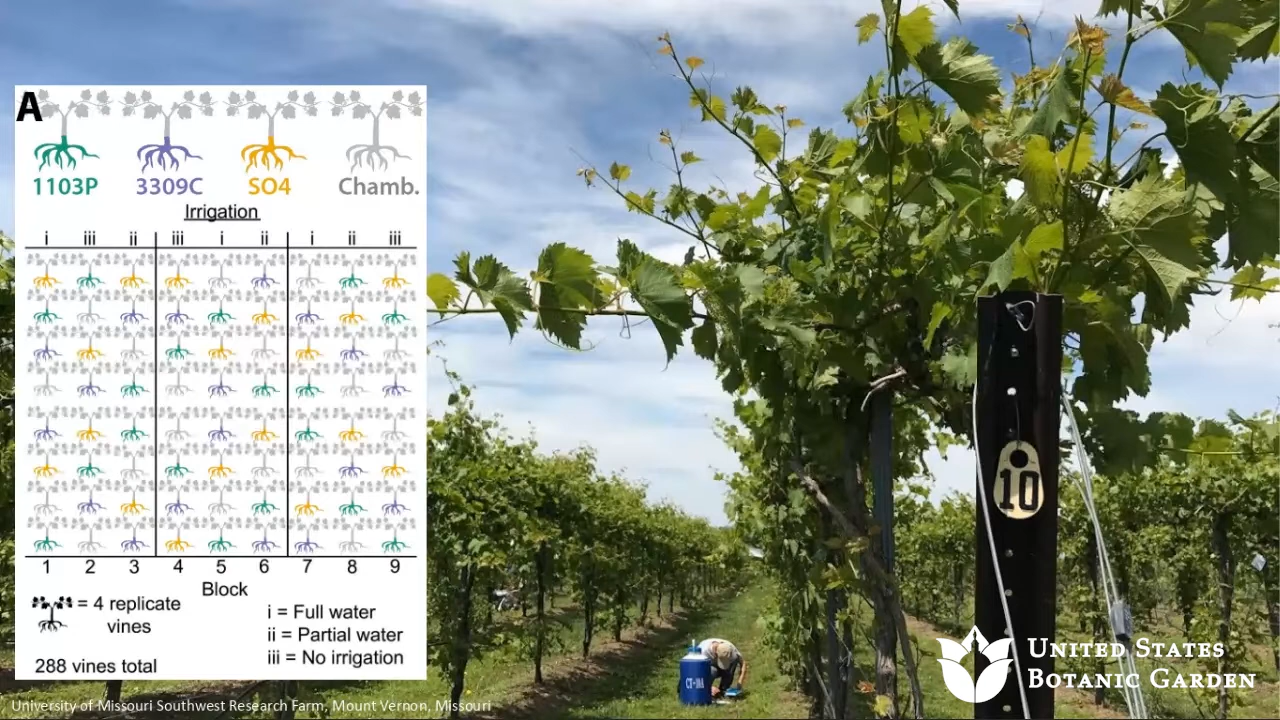 A
1103P 3309C SO4 Chamb.
Irrigation
i iii ii iii i ii i ii iii
1 2 3 4 5 6 7 8 9
Block
= 4 replicate
vines
288 vines total
i = Full water
ii = Partial water
iii = No irrigation
10
CT-10A
UNITED STATES
BOTANIC GARDEN
University of Missouri Southwest Research Farm, Mount Vernon, Missouri